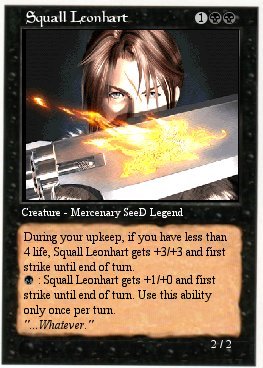 Squall Leonhart 1
Creature - Mercenary SeeD Legend
During your upkeep, if you have less than
4 life, Squall Leonhart gets +3/+3 and first
strike until end of turn.
: Squall Leonhart gets +1/+0 and first
strike until end of turn. Use this ability
only once per turn.
"...Whatever."
2 / 2